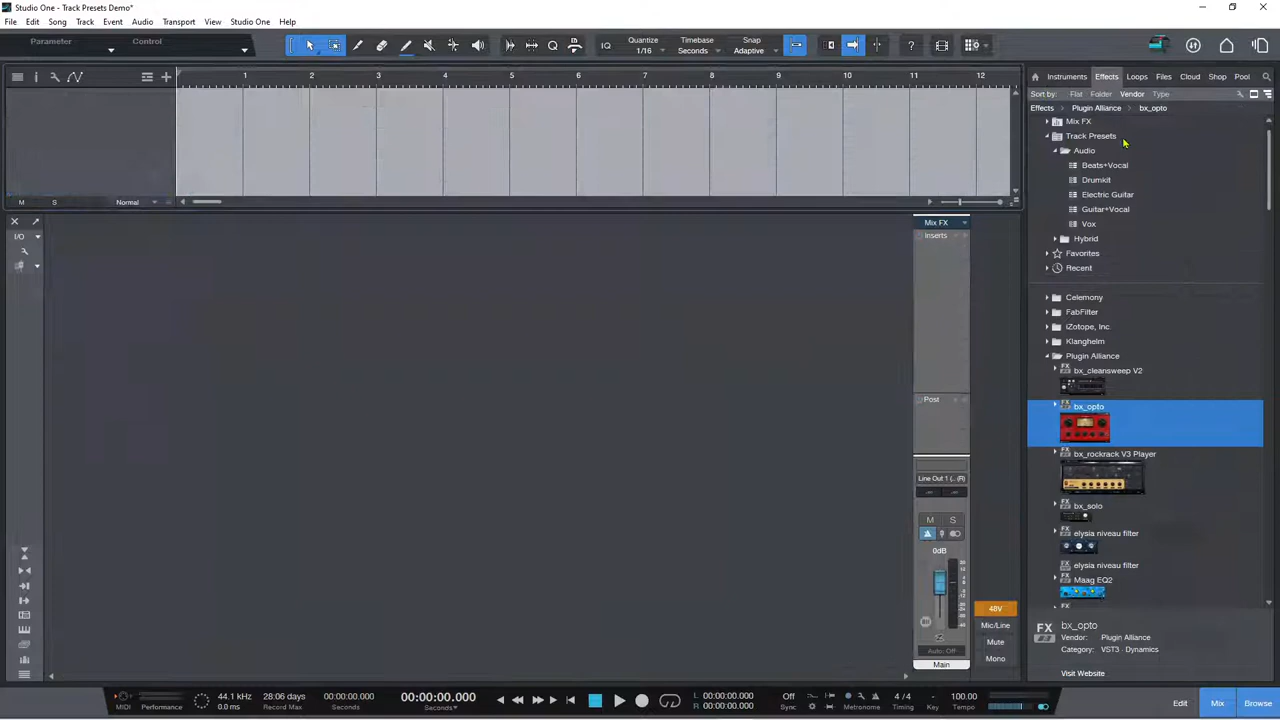 Studio One - Track Presets Demo*
File Edit Song Track Event Audio Transport View Studio One Help
Parameter Control
IQ Quantize 1/16 Timebase Seconds Snap Adaptive ?
Instruments Effects Loops Files Cloud Shop Pool
1 2 3 4 5 6 7 8 9 10 11 12
Sort by: Flat Folder Vendor Type
Effects Plugin Alliance bx_opto
Mix FX
Track Presets
Audio
Beats+Vocal
Drumkit
Electric Guitar
Guitar+Vocal
Vox
Hybrid
Favorites
Recent
Celemony
FabFilter
iZotope, Inc.
Klanghelm
Plugin Alliance
bx_cleansweep V2
bx_opto
bx_rockrack V3 Player
bx_solo
elysia niveau filter
elysia niveau filter
Maag EQ2
FX
FX
bx_opto
Vendor: Plugin Alliance
Category: VST3 · Dynamics
Visit Website
M S Normal
I/O
Mix FX
Inserts
Post
Line Out 1 (.. (R)
M S
0dB
Auto: Off
Main
48V
Mic/Line
Mute
Mono
MIDI Performance
44.1 kHz
0.0 ms
28:06 days
Record Max
00:00:00.000
Seconds
00:00:00.000
Seconds
L 00:00:00.000
R 00:00:00.000
Off
Sync
Metronome
4 / 4
Timing
-
Key
100.00
Tempo
Edit Mix Browse